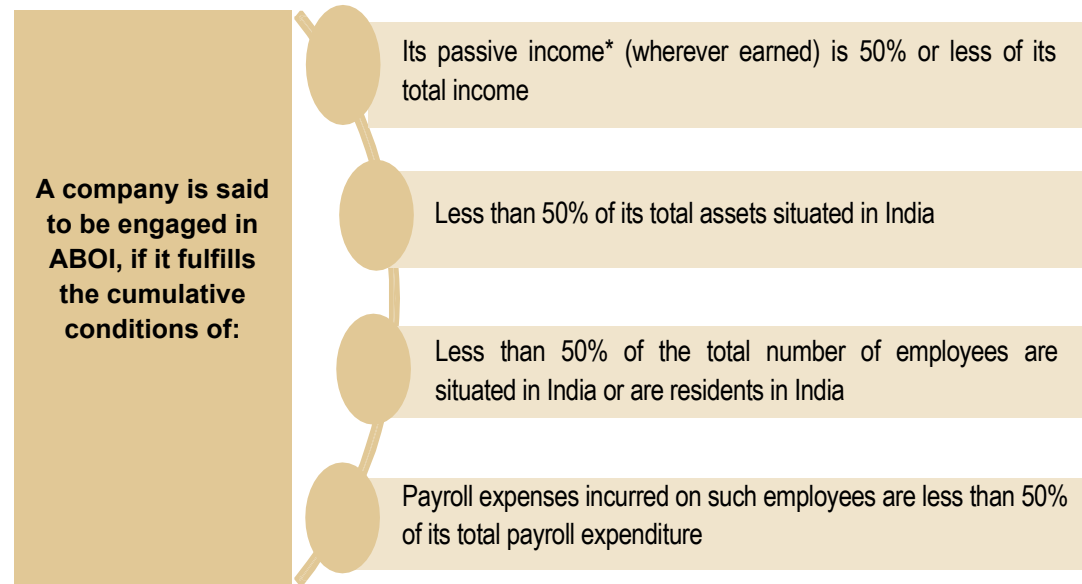 A company is said
to be engaged in
ABOI, if it fulfills
the cumulative
conditions of:
Its passive income* (wherever earned) is 50% or less of its
total income
Less than 50% of its total assets situated in India
Less than 50% of the total number of employees are
situated in India or are residents in India
Payroll expenses incurred on such employees are less than 50%
of its total payroll expenditure